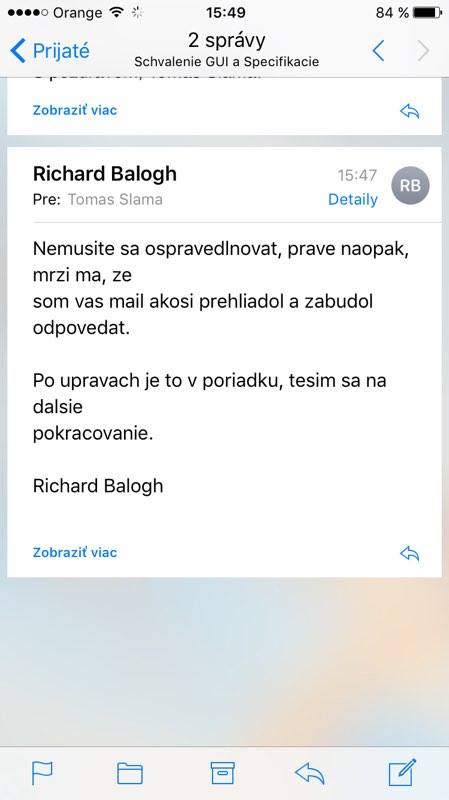 Orange 15:49 84 %
Prijaté
2 správy
Schvalenie GUI a Specifikacie
Tomas Slama.
Zobraziť viac
Richard Balogh 15:47 RB
Pre: Tomas Slama Detaily
Nemusite sa ospravedlnovat, prave naopak,
mrzi ma, ze
som vas mail akosi prehliadol a zabudol
odpovedat.
Po upravach je to v poriadku, tesim sa na
dalsie
pokracovanie.
Richard Balogh
Zobraziť viac